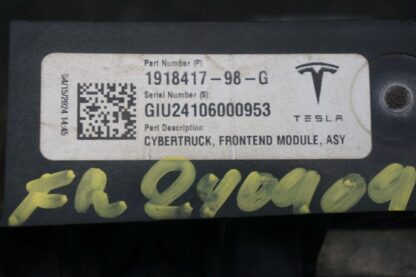 Part Number (P)
1918417-98-G
Serial Number (S):
GIU24106000953
Part Description
CYBERTRUCK, FRONTEND MODULE, ASY
04/15/2024 14:45
TESLA
FR 240909